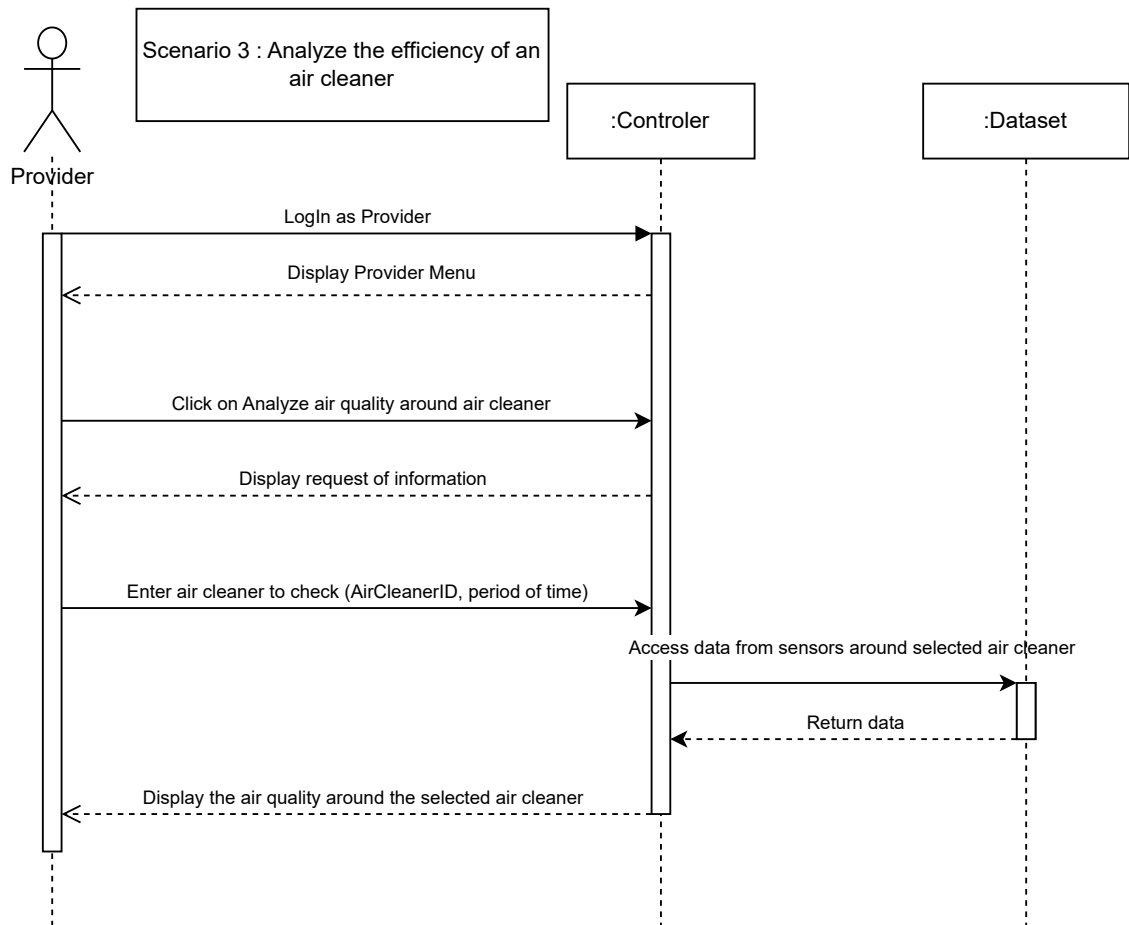 Scenario 3 : Analyze the efficiency of an
air cleaner
:Controler
:Dataset
Provider
LogIn as Provider
Display Provider Menu
Click on Analyze air quality around air cleaner
Display request of information
Enter air cleaner to check (AirCleanerID, period of time)
Access data from sensors around selected air cleaner
Return data
Display the air quality around the selected air cleaner